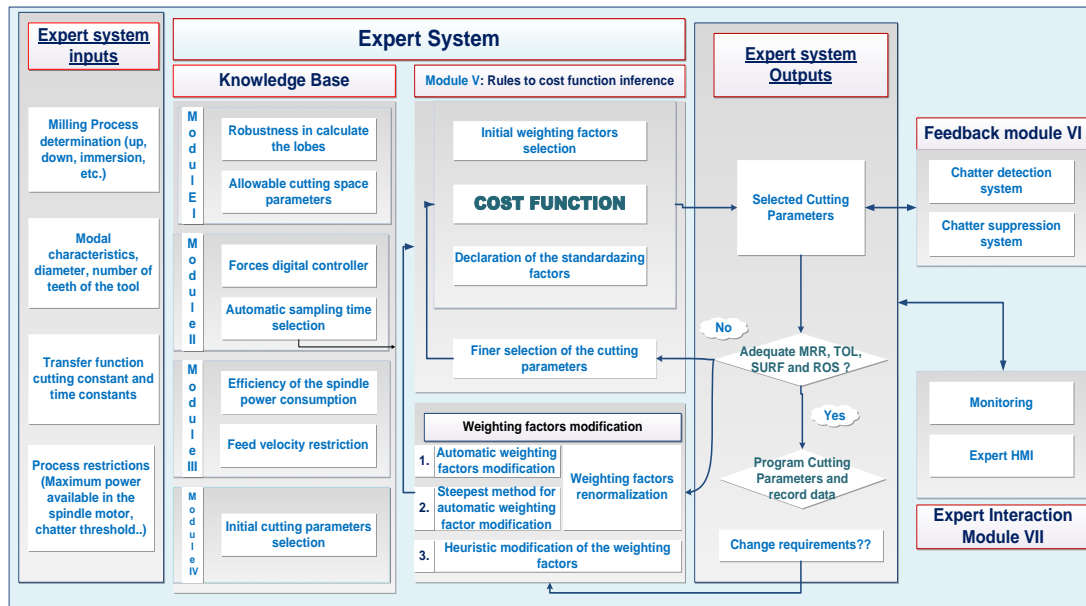 Expert system
inputs
Milling Process
determination (up,
down, immersion,
etc.)
Modal
characteristics,
diameter, number of
teeth of the tool
Transfer function
cutting constant and
time constants
Process restrictions
(Maximum power
available in the
spindle motor,
chatter threshold..)
Expert System
Knowledge Base
M
o
d
u
l
E
I
Robustness in calculate
the lobes
Allowable cutting space
parameters
M
o
d
u
l
e
II
Forces digital controller
Automatic sampling time
selection
M
o
d
u
l
e
III
Efficiency of the spindle
power consumption
Feed velocity restriction
M
o
d
u
l
e
IV
Initial cutting parameters
selection
Module V: Rules to cost function inference
Initial weighting factors
selection
COST FUNCTION
Declaration of the standardazing
factors
Finer selection of the cutting
parameters
Weighting factors modification
1.
Automatic weighting
factors modification
2.
Steepest method for
automatic weighting
factor modification
Weighting factors
renormalization
3.
Heuristic modification of the weighting
factors
Expert system
Outputs
Selected Cutting
Parameters
No
Adequate MRR, TOL,
SURF and ROS ?
Yes
Program Cutting
Parameters and
record data
Change requirements??
Feedback module VI
Chatter detection
system
Chatter suppression
system
Monitoring
Expert HMI
Expert Interaction
Module VII